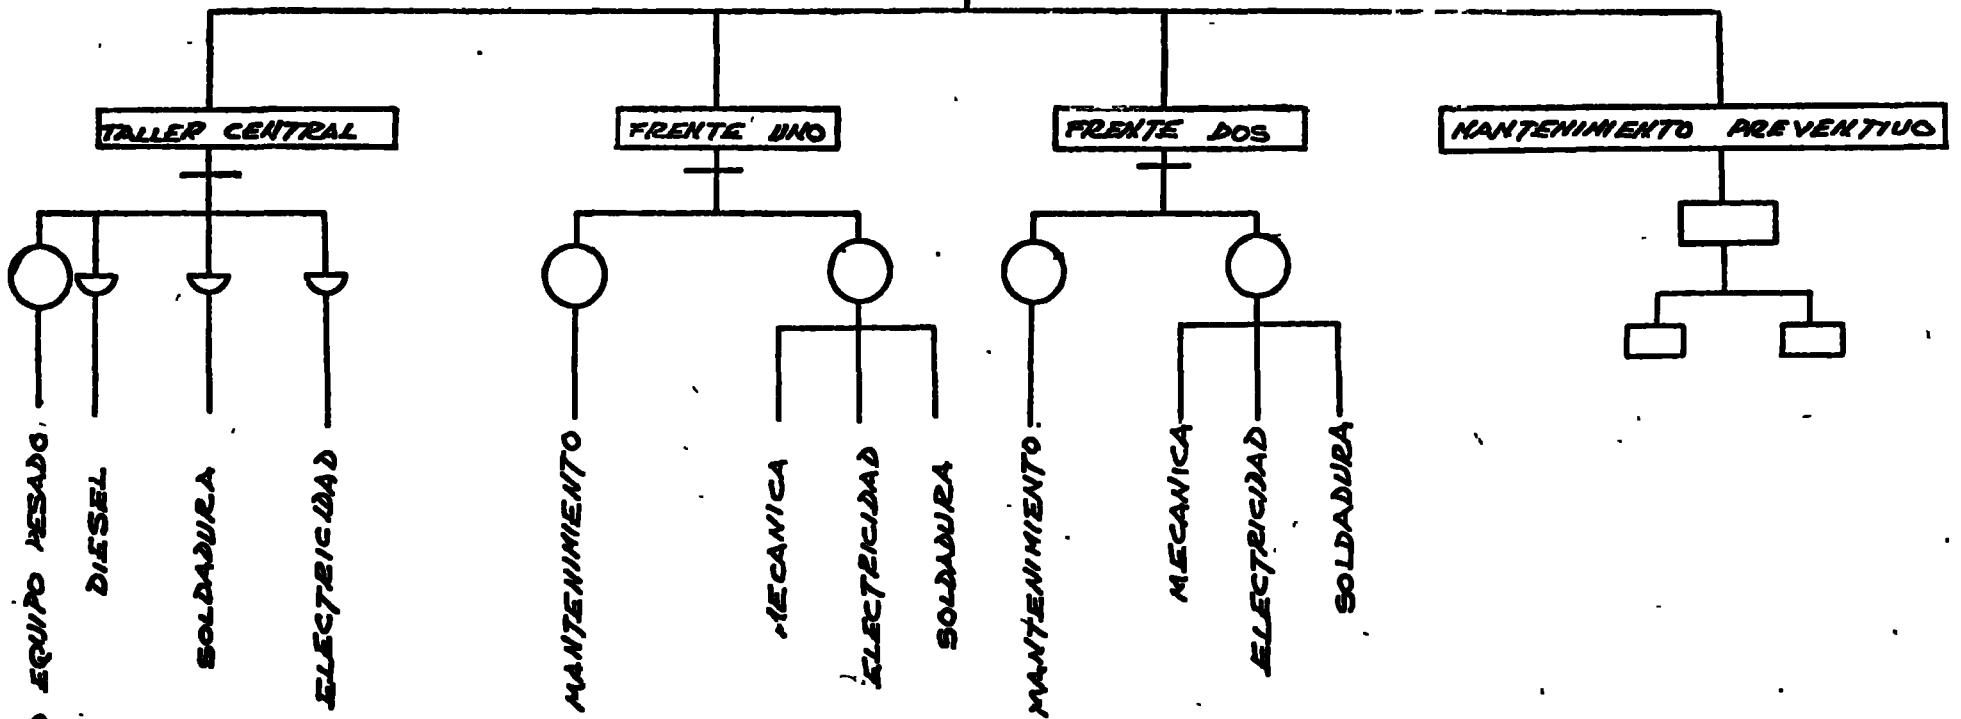 TALLER CENTRAL
FRENTE UNO
FRENTE DOS
MANTENIMIENTO PREVENTIVO
EQUIPO PESADO
DIESEL
SOLDADURA
ELECTRICIDAD
MANTENIMIENTO
MECANICA
ELECTRICIDAD
SOLDADURA
MANTENIMIENTO
MECANICA
ELECTRICIDAD
SOLDADURA